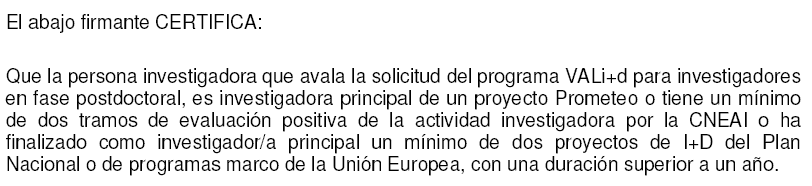 El abajo firmante CERTIFICA:
Que la persona investigadora que avala la solicitud del programa VALi+d para investigadores
en fase postdoctoral, es investigadora principal de un proyecto Prometeo o tiene un mínimo
de dos tramos de evaluación positiva de la actividad investigadora por la CNEAI o ha
finalizado como investigador/a principal un mínimo de dos proyectos de I+D del Plan
Nacional o de programas marco de la Unión Europea, con una duración superior a un año.